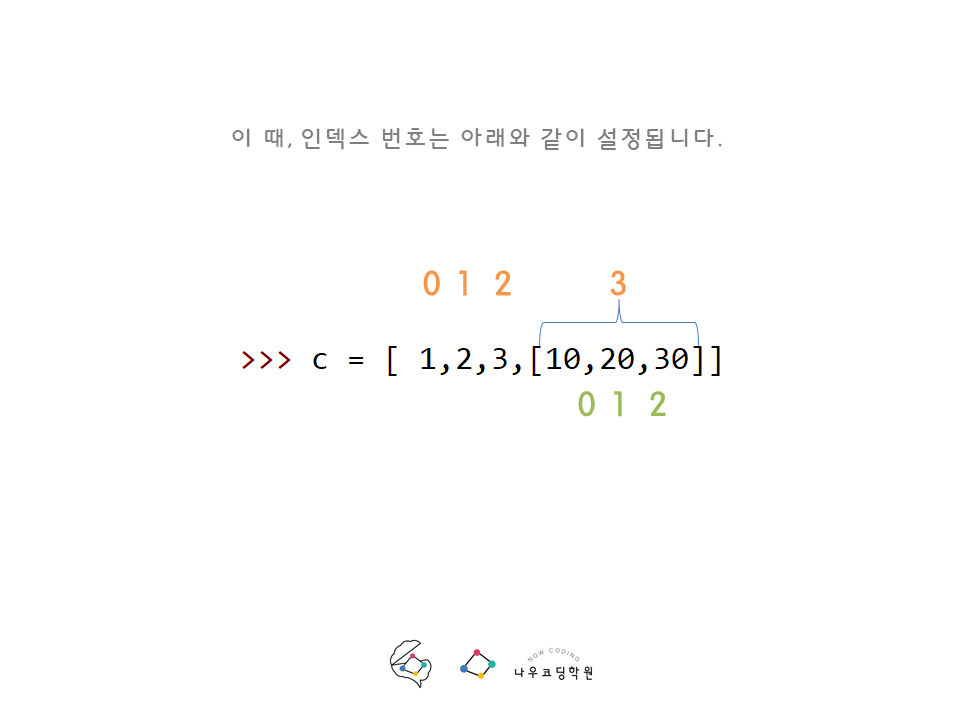 이 때, 인덱스 번호는 아래와 같이 설정됩니다.
0 1 2 3
>>> c = [ 1,2,3,[10,20,30]]
0 1 2
NOW CODING
나우코딩학원